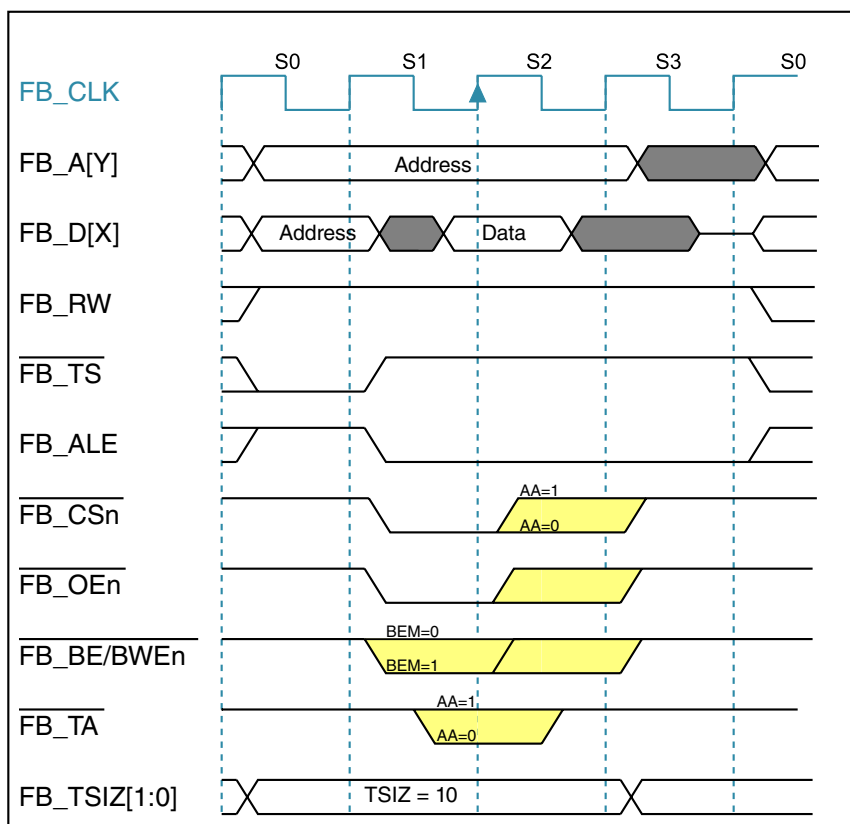 S0 S1 S2 S3 S0
FB_CLK
FB_A[Y] Address
FB_D[X] Address Data
FB_RW
FB_TS
FB_ALE
AA=1
FB_CSn
AA=0
FB_OEn
BEM=0
FB_BE/BWEn
BEM=1
AA=1
FB_TA
AA=0
FB_TSIZ[1:0] TSIZ = 10